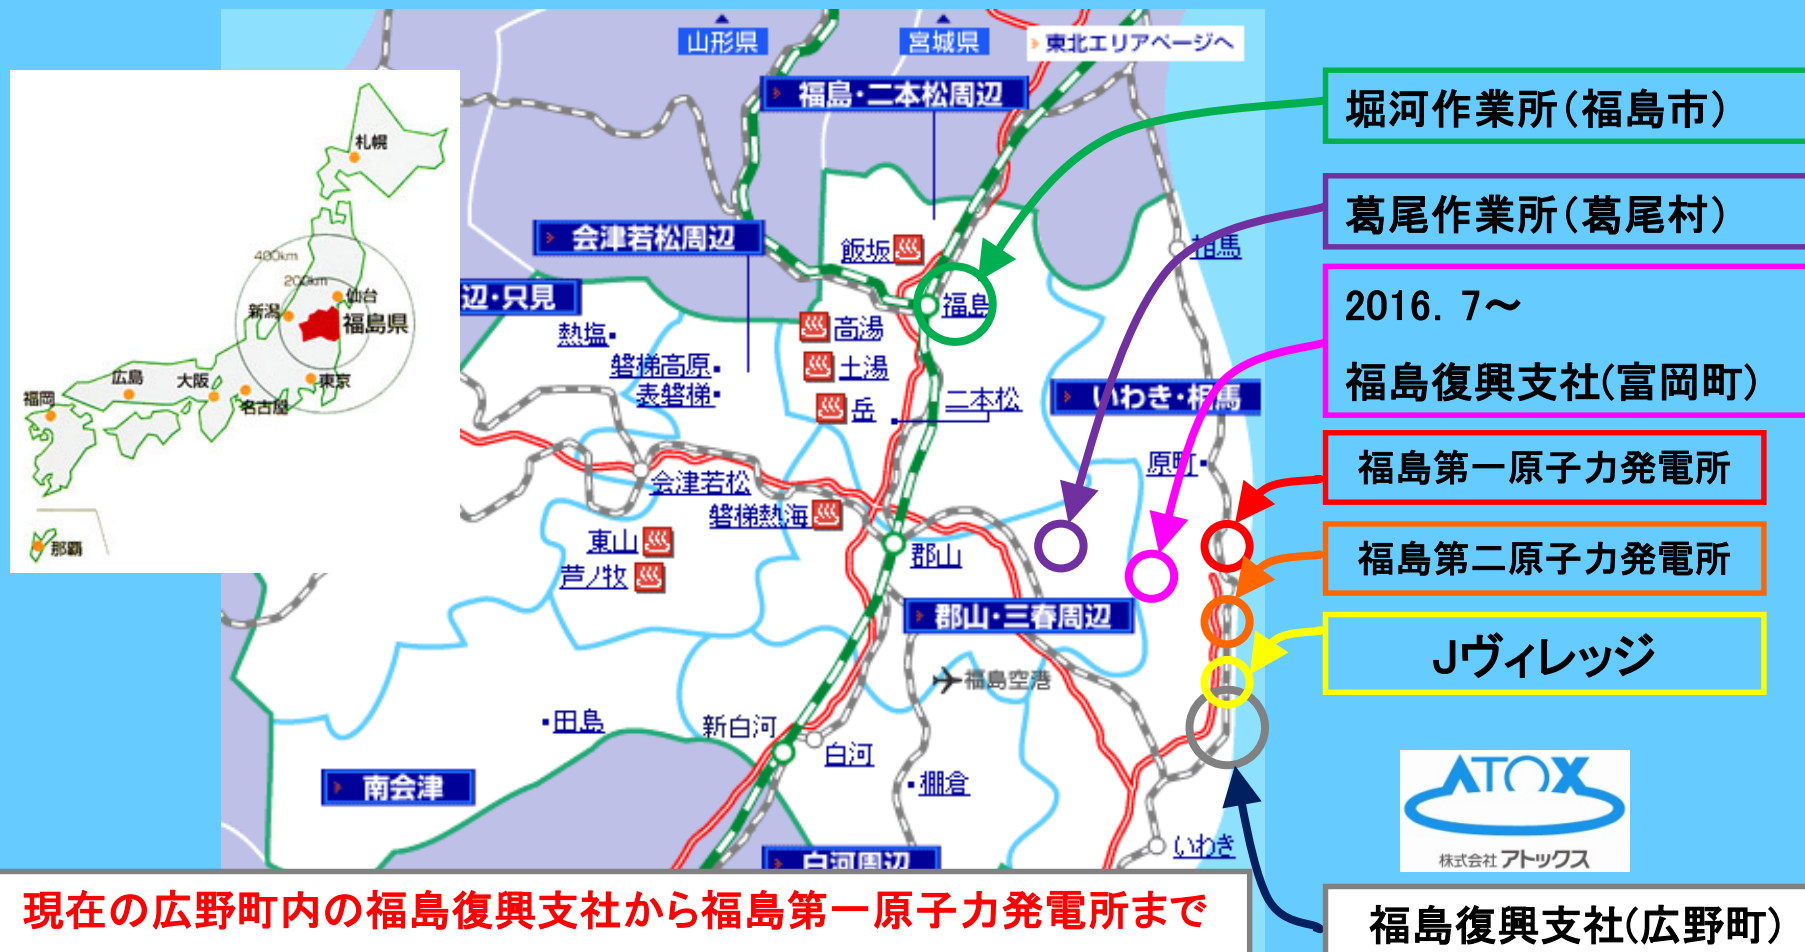 山形県
宮城県
東北エリアページへ
福島・二本松周辺
堀河作業所(福島市)
札幌
葛尾作業所(葛尾村)
会津若松周辺
飯坂
相馬
400km
200km
仙台
新潟
福島県
辺・只見
福島
2016. 7~
福島復興支社(富岡町)
熱塩
高湯
磐梯高原
土湯
表磐梯
岳
二本松
いわき・相馬
広島
大阪
東京
福岡
名古屋
原町
福島第一原子力発電所
会津若松
磐梯熱海
東山
芦ノ牧
郡山
那覇
福島第二原子力発電所
郡山・三春周辺
Jヴィレッジ
福島空港
田島
新白河
白河
南会津
棚倉
いわき
白河周辺
ATOX
株式会社 アトックス
現在の広野町内の福島復興支社から福島第一原子力発電所まで
福島復興支社(広野町)